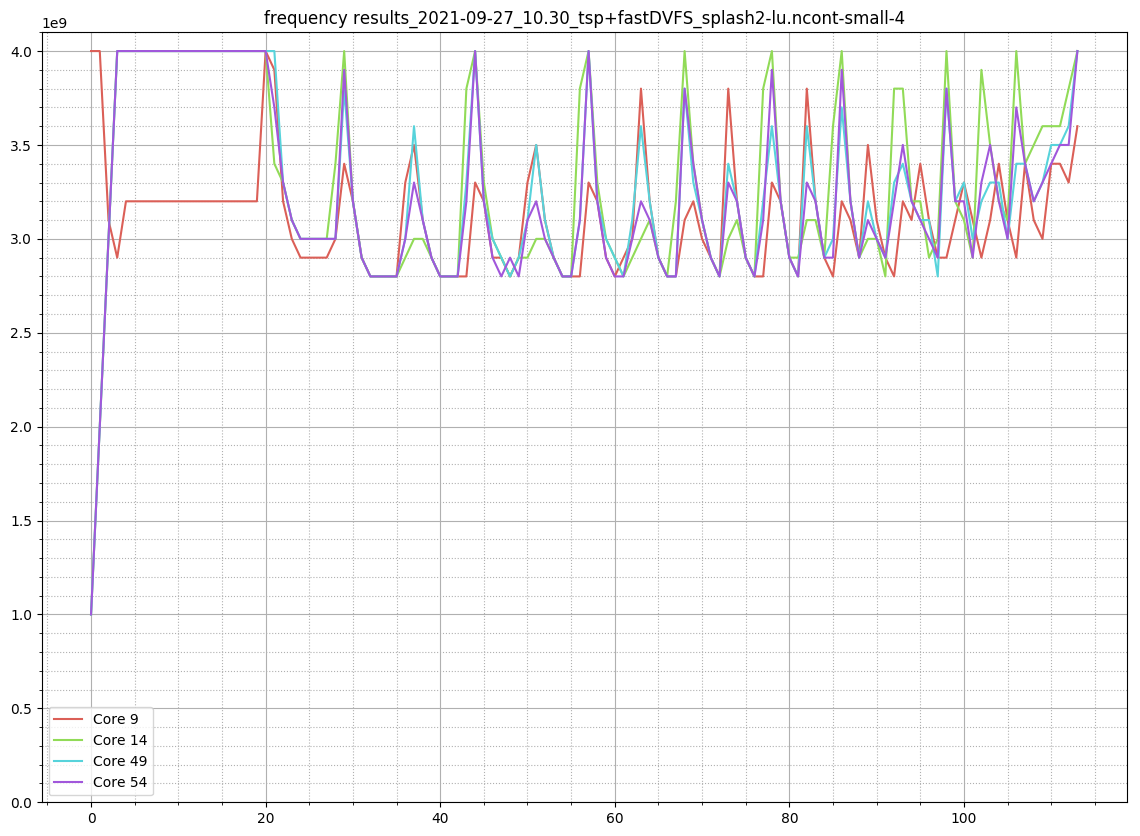 frequency results_2021-09-27_10.30_tsp+fastDVFS_splash2-lu.ncont-small-4
1e9
4.0
3.5
3.0
2.5
2.0
1.5
1.0
0.5
0.0
Core 9
Core 14
Core 49
Core 54
0 20 40 60 80 100